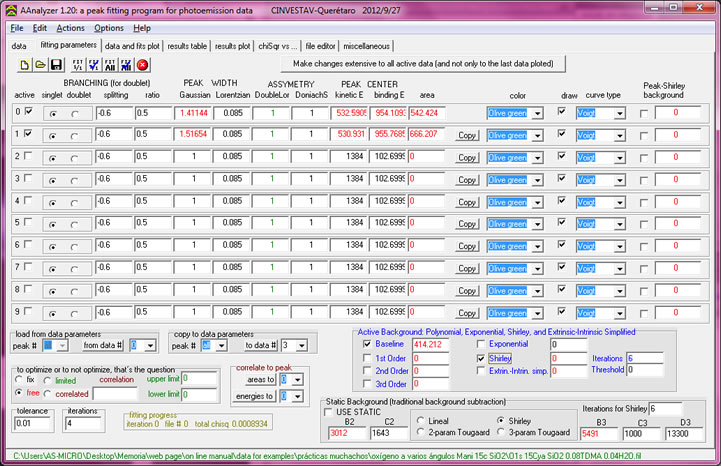 AAnalyzer 1.20: a peak fitting program for photoemission data CINVESTAV-Querétaro 2012/9/27
File Edit Actions Options Help
data fitting parameters data and fits plot results table results plot chiSqr vs ... file editor miscellaneous
FIT 1/1 FIT V/1 FIT All FIT V/All
Make changes extensive to all active data (and not only to the last data ploted)
BRANCHING (for doublet) PEAK WIDTH ASSYMETRY PEAK CENTER Peak-Shirley background
active singlet doublet splitting ratio Gaussian Lorentzian DoubleLor DoniachS kinetic E binding E area color draw curve type
0 -0.6 0.5 1.41144 0.085 1 1 532.5905 954.1093 542.424 Olive green Voigt 0
1 -0.6 0.5 1.51654 0.085 1 1 530.931 955.7685 666.207 Copy Olive green Voigt 0
2 -0.6 0.5 1 0.085 1 1 1384 102.6995 0 Copy Olive green Voigt 0
3 -0.6 0.5 1 0.085 1 1 1384 102.6995 0 Copy Olive green Voigt 0
4 -0.6 0.5 1 0.085 1 1 1384 102.6995 0 Copy Olive green Voigt 0
5 -0.6 0.5 1 0.085 1 1 1384 102.6995 0 Copy Olive green Voigt 0
6 -0.6 0.5 1 0.085 1 1 1384 102.6995 0 Copy Olive green Voigt 0
7 -0.6 0.5 1 0.085 1 1 1384 102.6995 0 Copy Olive green Voigt 0
8 -0.6 0.5 1 0.085 1 1 1384 102.6995 0 Copy Olive green Voigt 0
9 -0.6 0.5 1 0.085 1 1 1384 102.6995 0 Copy Olive green Voigt 0
load from data parameters
peak # from data # 0
copy to data parameters
peak # all to data # 3
to optimize or to not optimize, that's the question
fix limited correlation upper limit 0
free correlated lower limit 0
correlate to peak
areas to 0
energies to 0
tolerance
0.01
iterations
4
fitting progress
iteration 0 file # 0 total chisq 0.0008934
Active Background: Polynomial, Exponential, Shirley, and Extrinsic-Intrinsic Simplified
Baseline 414.212 Exponential 0
1st Order 0 Shirley 0 Iterations 6
2nd Order 0 Extrin.-Intrin. simp. 0 Threshold 0
3rd Order 0
Static Background (traditional background subtraction)
USE STATIC Lineal Shirley Iterations for Shirley 6
B2 C2 2-param Tougaard 3-param Tougaard B3 C3 D3
3012 1643 5491 1000 13300
C:\Users\AS-MICRO\Desktop\Memoria\web page\on line manual\data for examples\prácticas muchachos\oxígeno a varios ángulos Mani 15c SiO2\O1s 15Cya SiO2 0.08TDMA 0.04H2O.fil